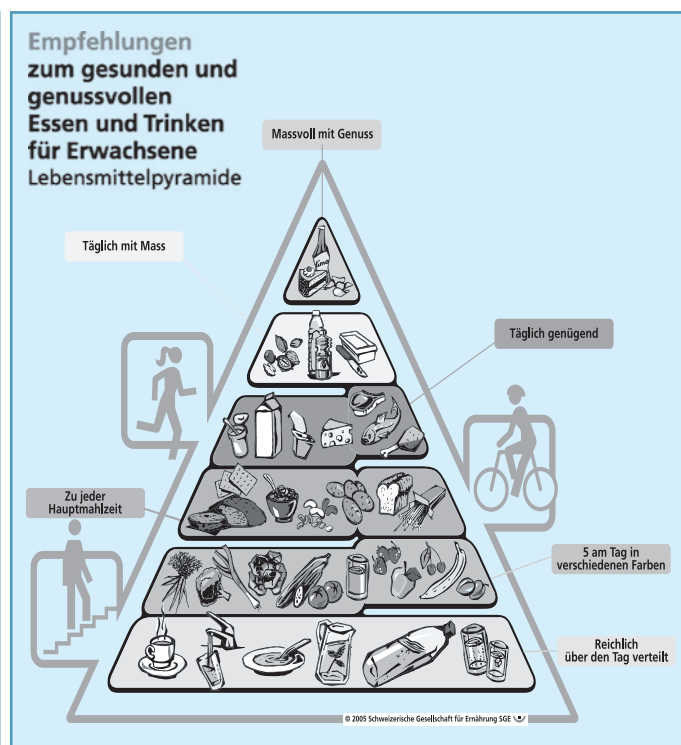 Empfehlungen
zum gesunden und
genussvollen
Essen und Trinken
für Erwachsene
Lebensmittelpyramide
Massvoll mit Genuss
Täglich mit Mass
Limo
Täglich genügend
Zu jeder
Hauptmahlzeit
5 am Tag in
verschiedenen Farben
Reichlich
über den Tag verteilt
© 2005 Schweizerische Gesellschaft für Ernährung SGE